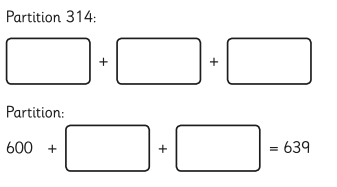 Partition 314:
+ +
Partition:
600 + + = 639